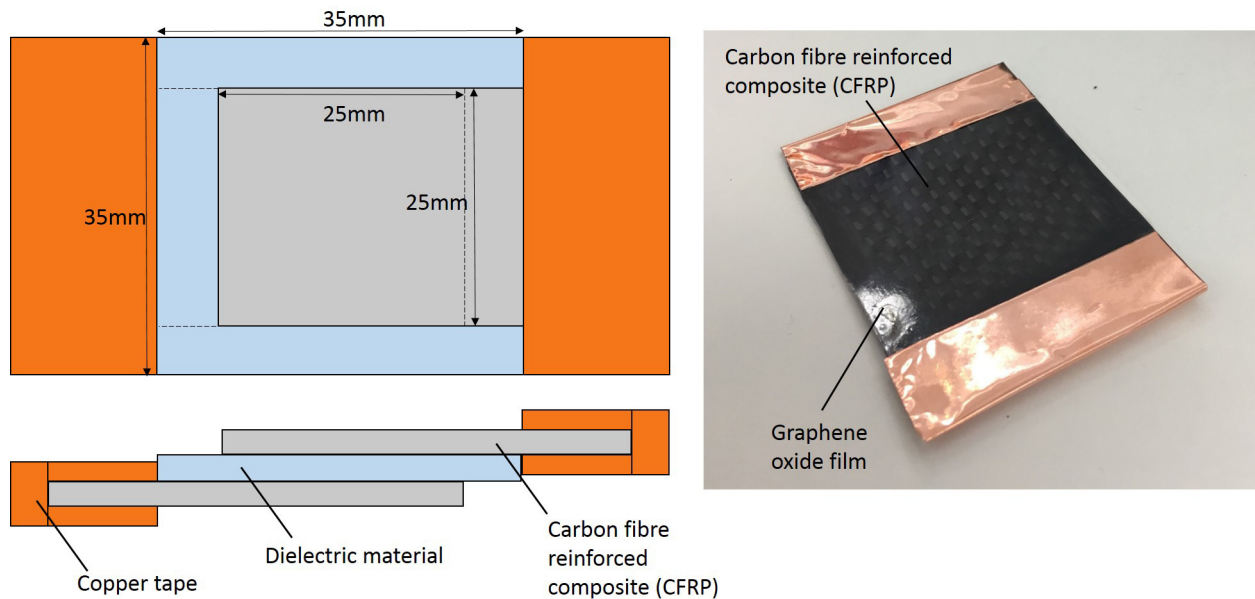 35mm
25mm
25mm
35mm
Dielectric material
Copper tape
Carbon fibre
reinforced
composite (CFRP)
Carbon fibre reinforced
composite (CFRP)
Graphene
oxide film